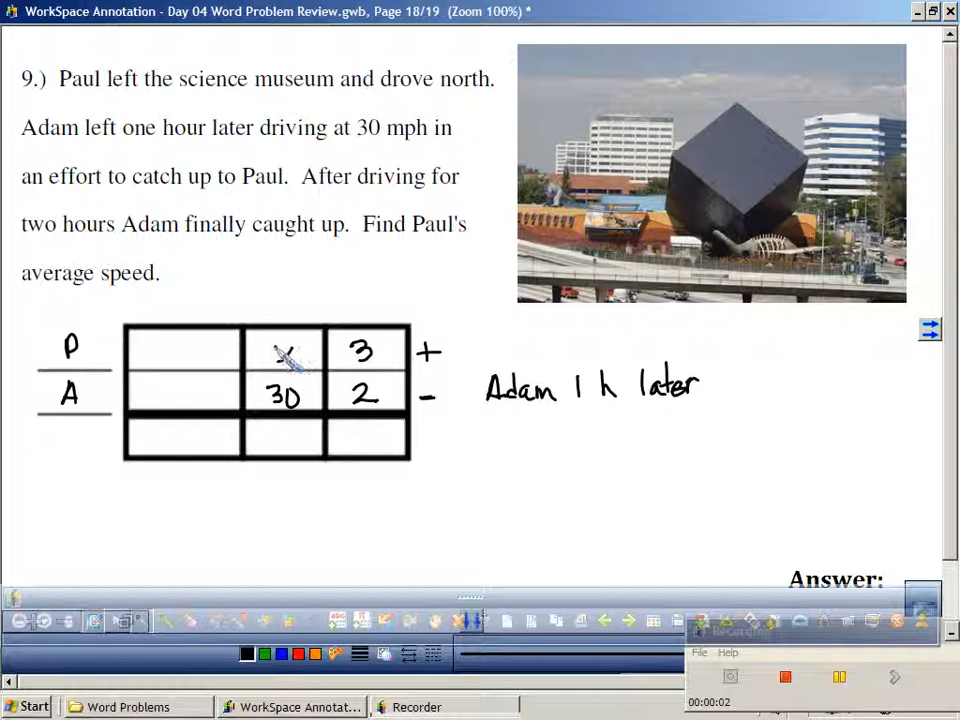 WorkSpace Annotation - Day 04 Word Problem Review.gwb, Page 18/19 (Zoom 100%) *
9.) Paul left the science museum and drove north.
Adam left one hour later driving at 30 mph in
an effort to catch up to Paul. After driving for
two hours Adam finally caught up. Find Paul's
average speed.
P 3 +
A 30 2 - Adam 1 h later
Answer:
Recording
File Help
00:00:02
Start Word Problems WorkSpace Annotat... Recorder